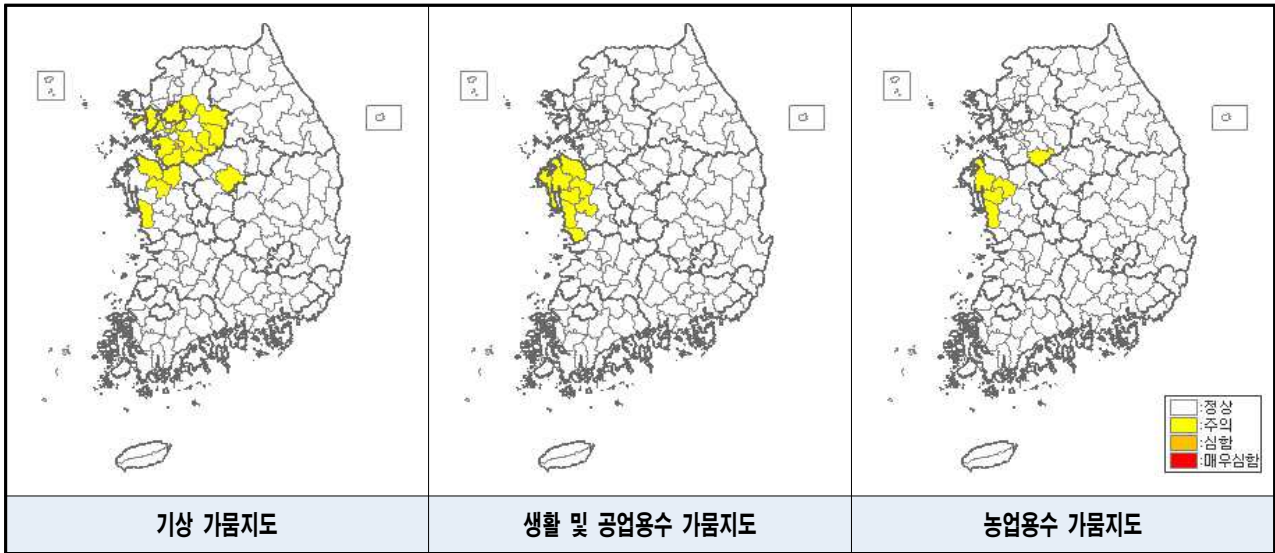 :정상
:주의
:심함
:매우심함
기상 가뭄지도
생활 및 공업용수 가뭄지도
농업용수 가뭄지도